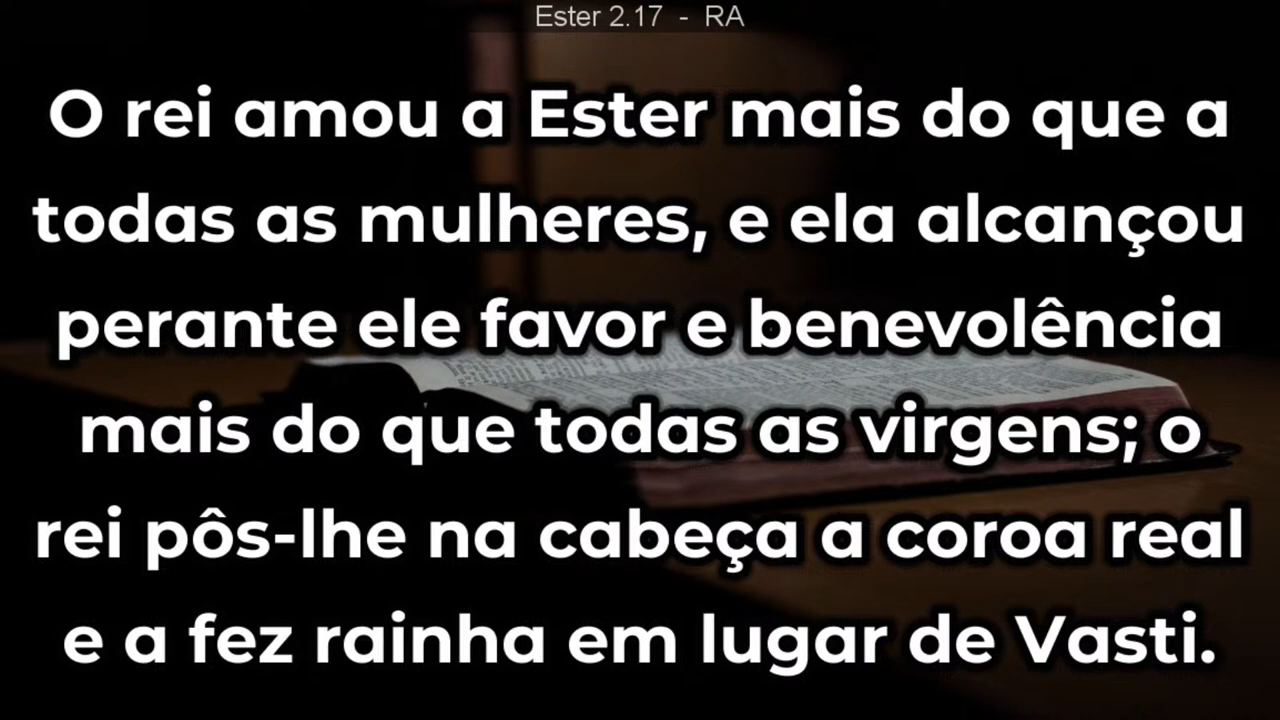 Ester 2.17 - RA
O rei amou a Ester mais do que a
todas as mulheres, e ela alcançou
perante ele favor e benevolência
mais do que todas as virgens; o
rei pôs-lhe na cabeça a coroa real
e a fez rainha em lugar de Vasti.